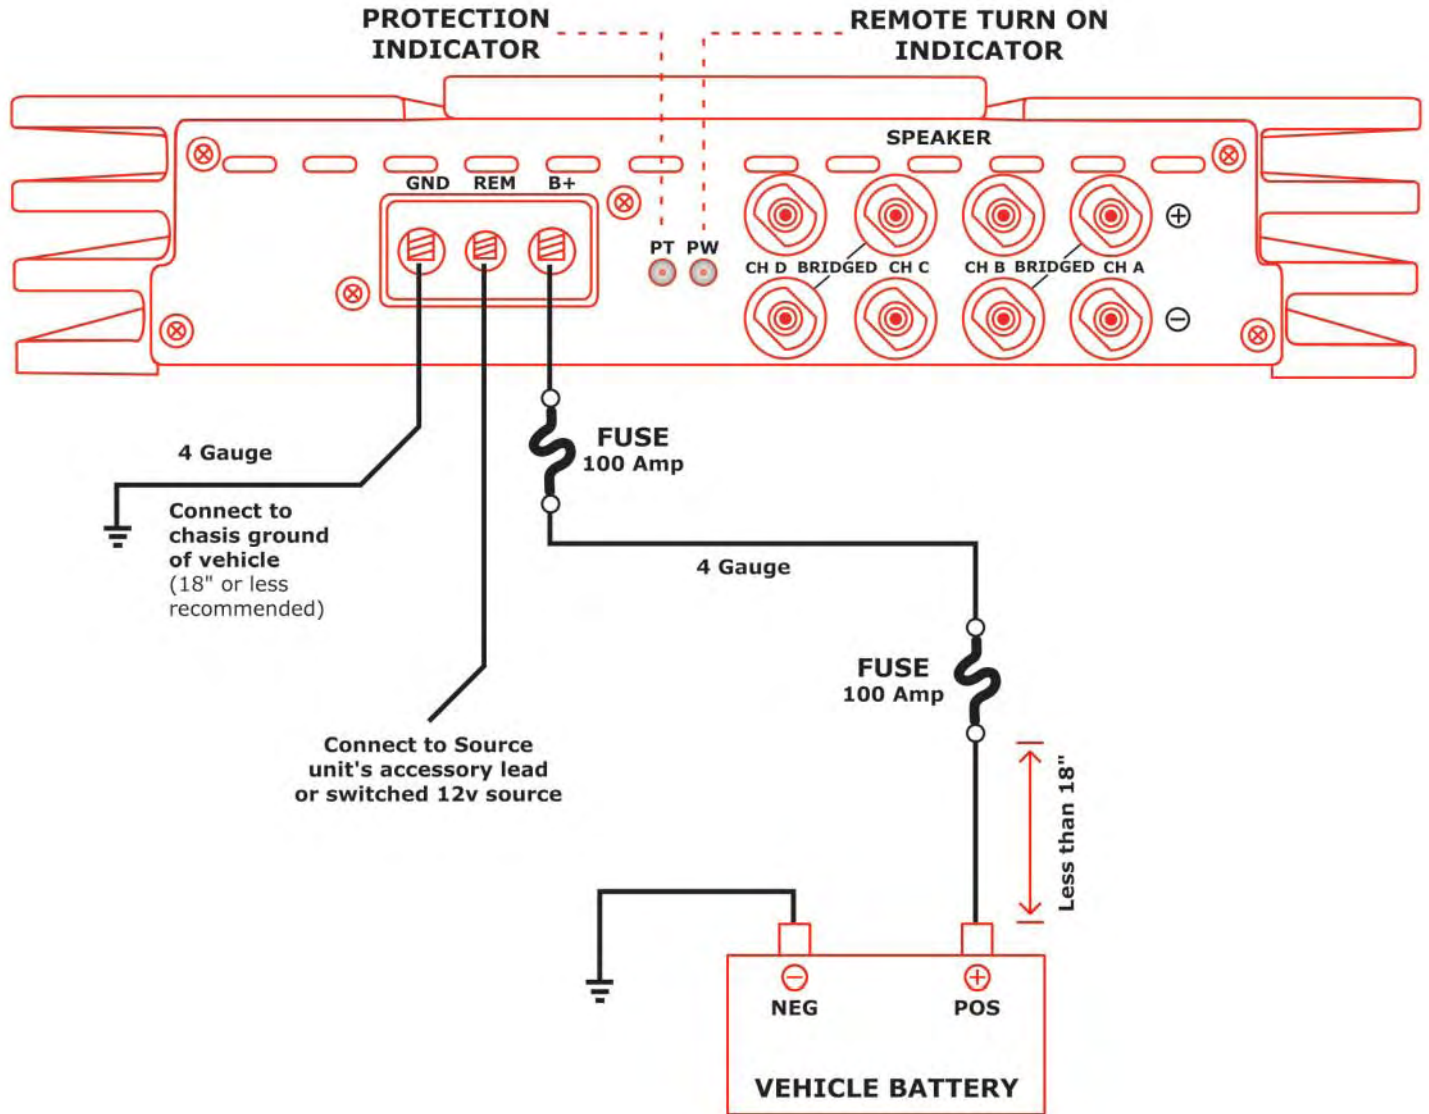 PROTECTION
INDICATOR
REMOTE TURN ON
INDICATOR
SPEAKER
GND REM B+
PT PW
CH D BRIDGED CH C CH B BRIDGED CH A
+
−
4 Gauge
Connect to
chasis ground
of vehicle
(18" or less
recommended)
FUSE
100 Amp
4 Gauge
FUSE
100 Amp
Connect to Source
unit's accessory lead
or switched 12v source
Less than 18"
−
+
NEG
POS
VEHICLE BATTERY